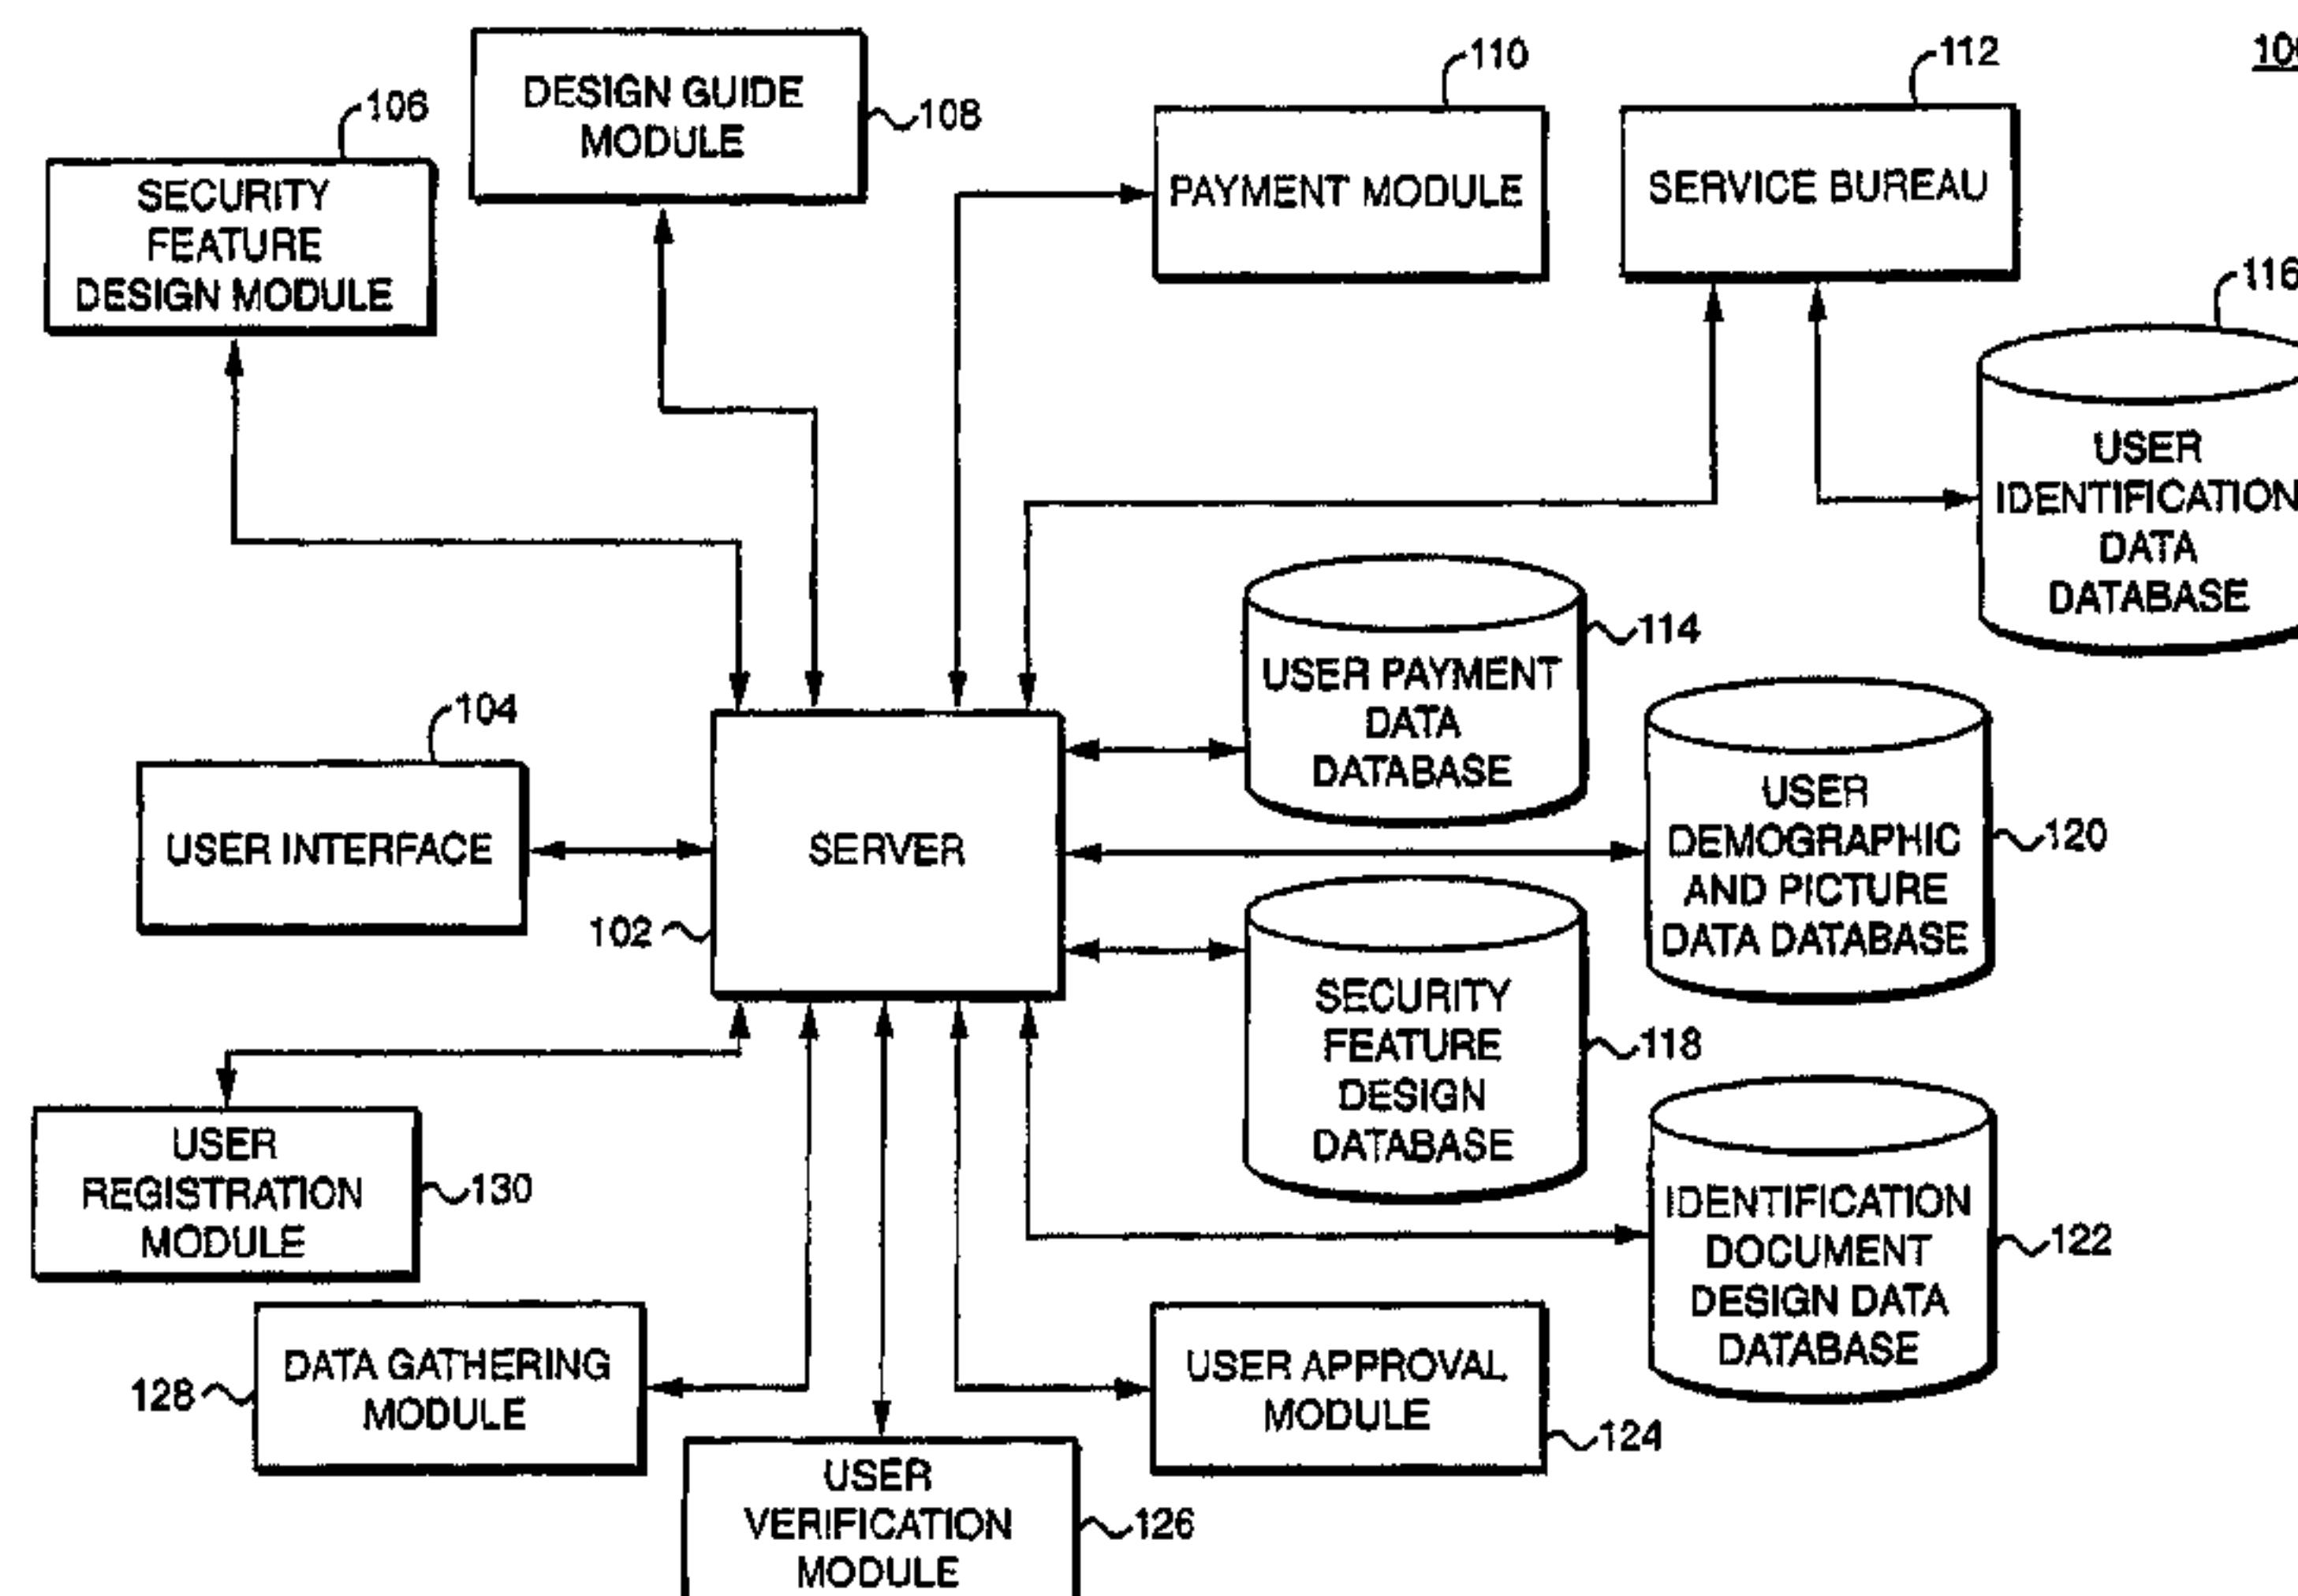 106
SECURITY
FEATURE
DESIGN MODULE
DESIGN GUIDE
MODULE
108
110
PAYMENT MODULE
112
SERVICE BUREAU
116
USER
IDENTIFICATION
DATA
DATABASE
114
USER PAYMENT
DATA
DATABASE
104
USER INTERFACE
SERVER
102
USER
DEMOGRAPHIC
AND PICTURE
DATA DATABASE
120
SECURITY
FEATURE
DESIGN
DATABASE
118
USER
REGISTRATION
MODULE
130
IDENTIFICATION
DOCUMENT
DESIGN DATA
DATABASE
122
DATA GATHERING
MODULE
128
USER APPROVAL
MODULE
124
USER
VERIFICATION
MODULE
126